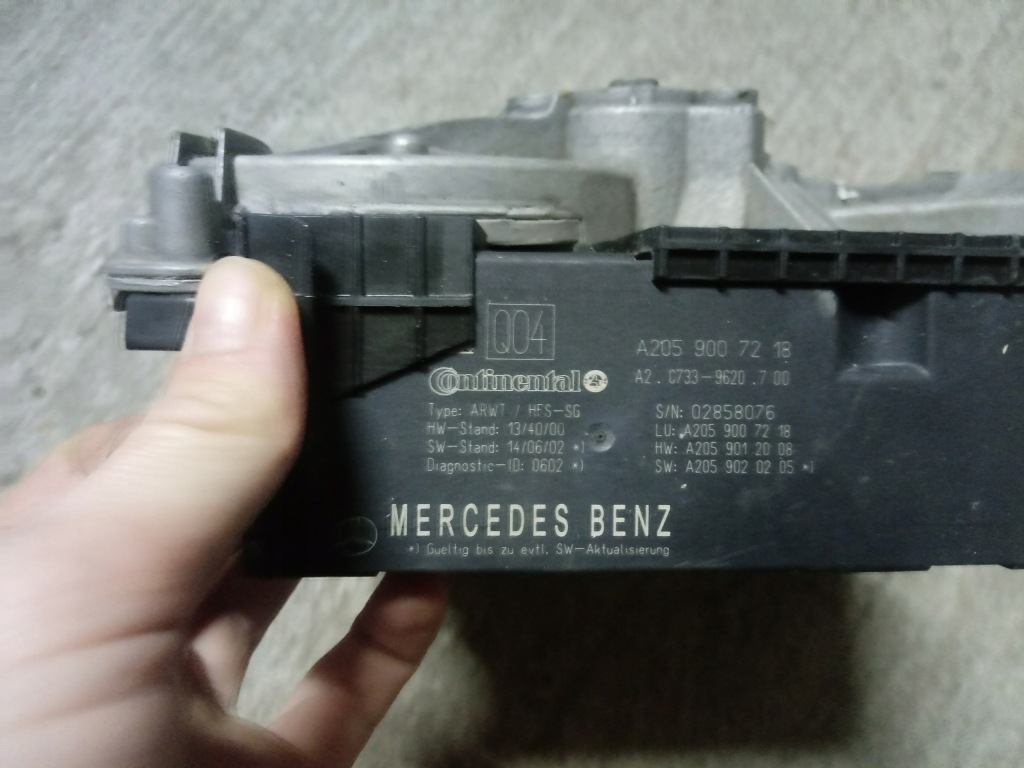 Q04
Continental
Type: ARWT / HFS-SG
HW-Stand: 13/40/00
SW-Stand: 14/06/02 *)
Diagnostic-ID: 0602 *)
A205 900 72 18
A2.C733-9620.700
S/N: 02858076
LU: A205 900 72 18
HW: A205 901 20 08
SW: A205 902 02 05 *)
MERCEDES BENZ
*) Gueltig bis zu evtl. SW-Aktualisierung